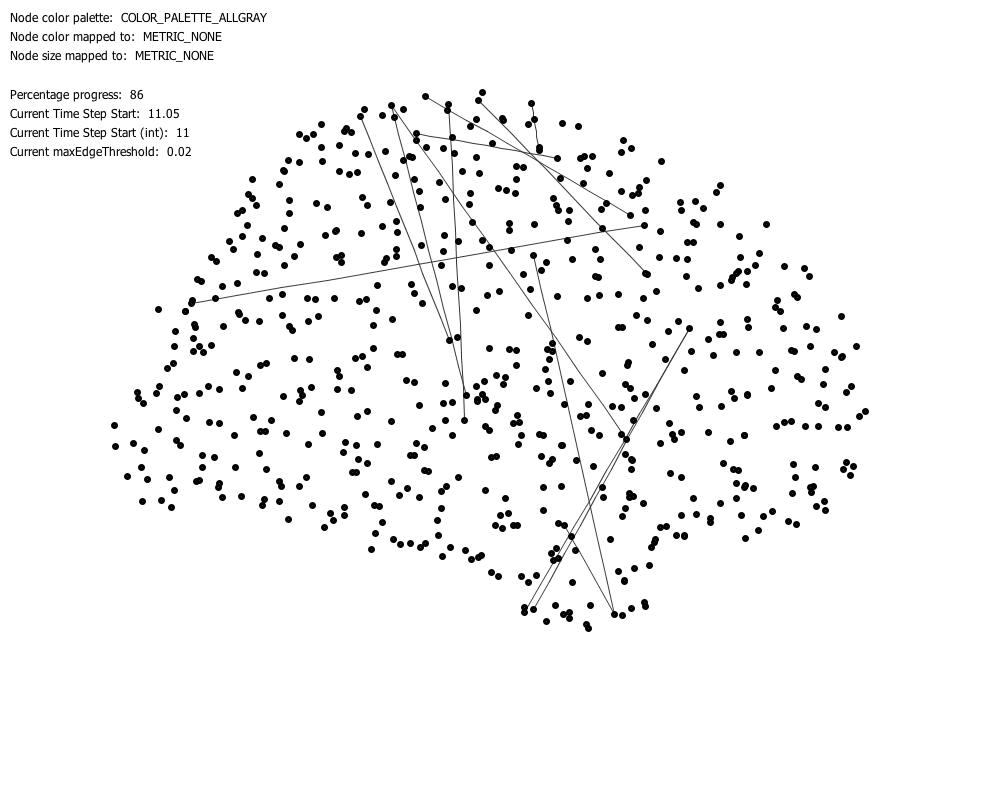 Node color palette:  COLOR_PALETTE_ALLGRAY
Node color mapped to:  METRIC_NONE
Node size mapped to:  METRIC_NONE
Percentage progress:  86
Current Time Step Start:  11.05
Current Time Step Start (int):  11
Current maxEdgeThreshold:  0.02